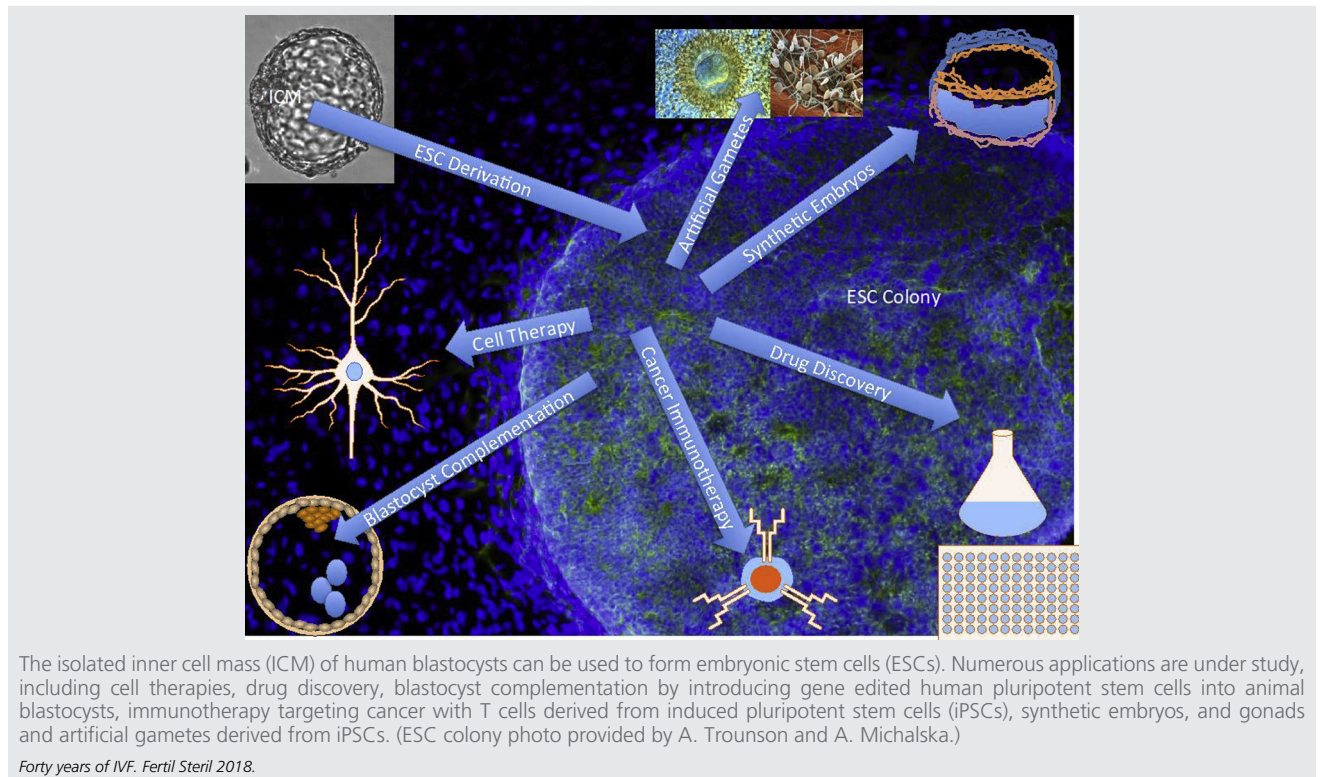 ICM
ESC Derivation
Artificial Gametes
Synthetic Embryos
ESC Colony
Cell Therapy
Drug Discovery
Cancer Immunotherapy
Blastocyst Complementation
The isolated inner cell mass (ICM) of human blastocysts can be used to form embryonic stem cells (ESCs). Numerous applications are under study,
including cell therapies, drug discovery, blastocyst complementation by introducing gene edited human pluripotent stem cells into animal
blastocysts, immunotherapy targeting cancer with T cells derived from induced pluripotent stem cells (iPSCs), synthetic embryos, and gonads
and artificial gametes derived from iPSCs. (ESC colony photo provided by A. Trounson and A. Michalska.)
Forty years of IVF. Fertil Steril 2018.